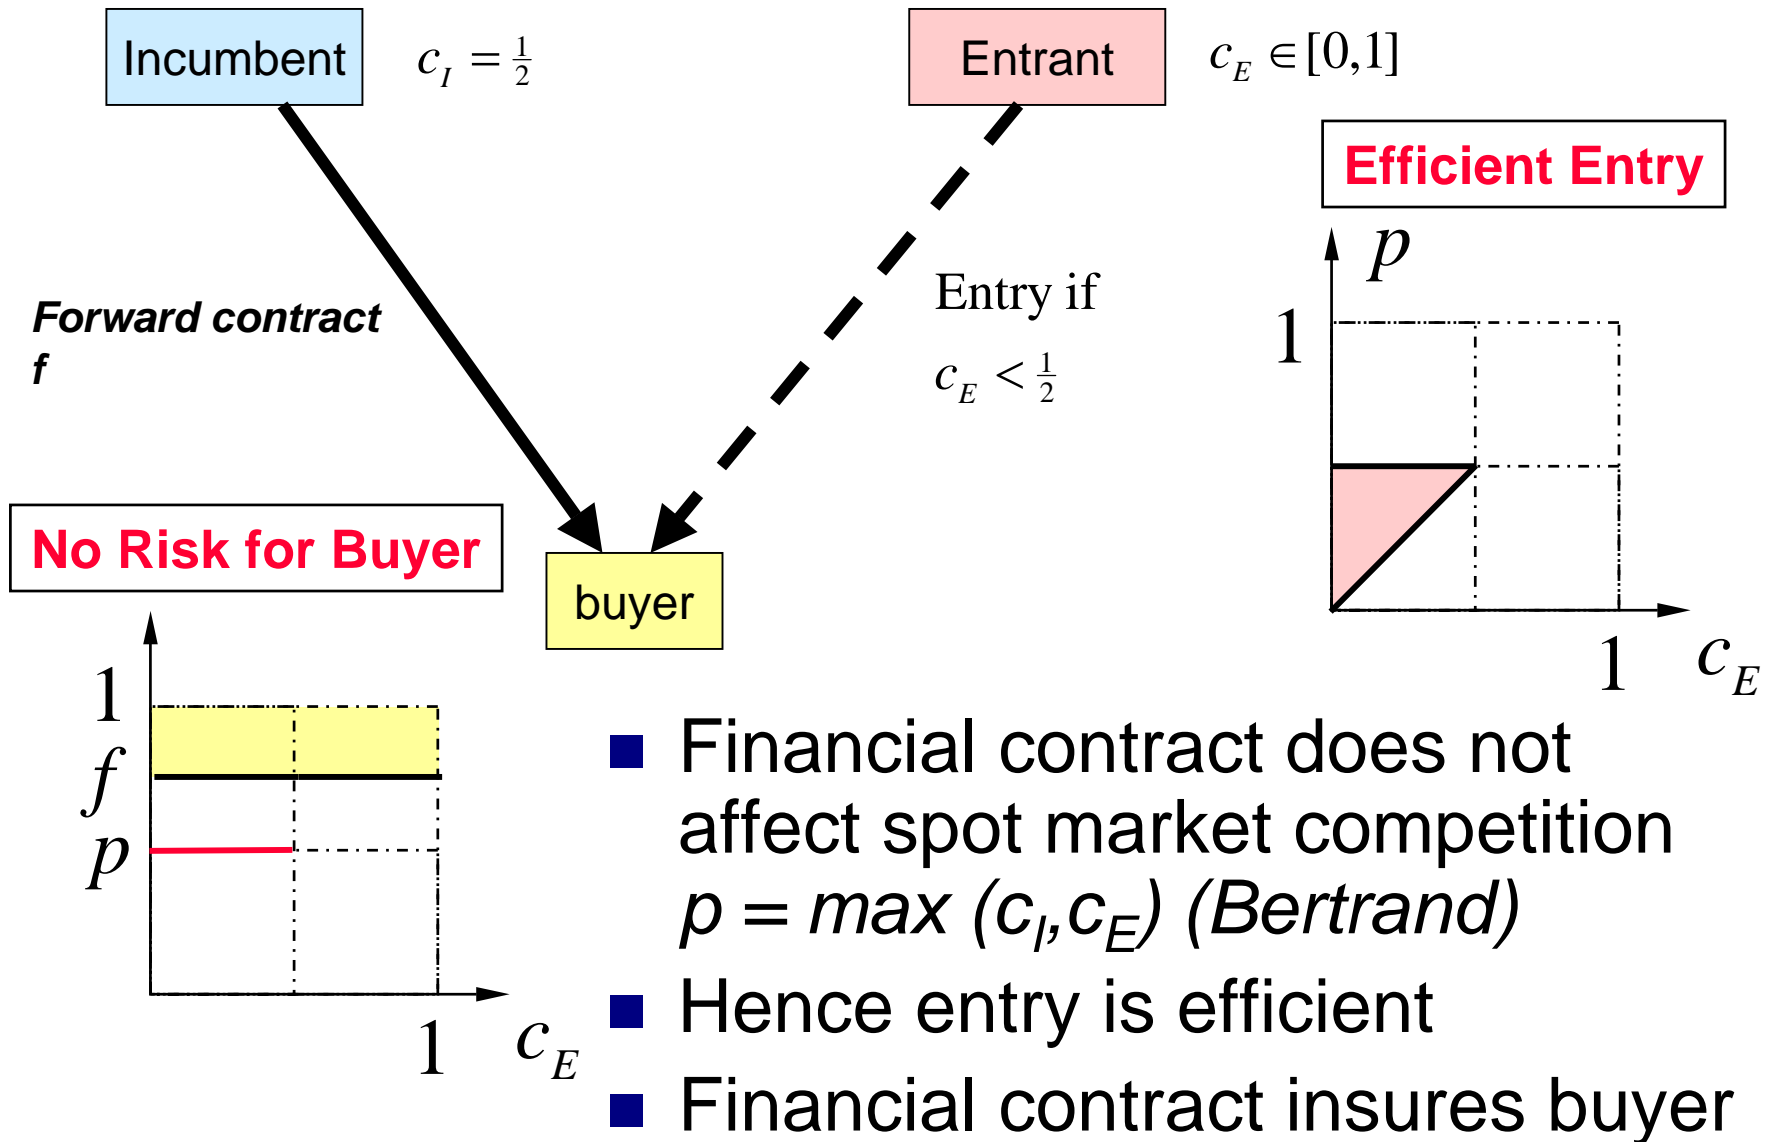 Incumbent
c_I = 1/2
Entrant
c_E ∈ [0,1]
Efficient Entry
Forward contract
f
Entry if
c_E < 1/2
p
1
1
c_E
No Risk for Buyer
buyer
1
f
p
1
c_E
Financial contract does not
affect spot market competition
p = max (c_I,c_E) (Bertrand)
Hence entry is efficient
Financial contract insures buyer